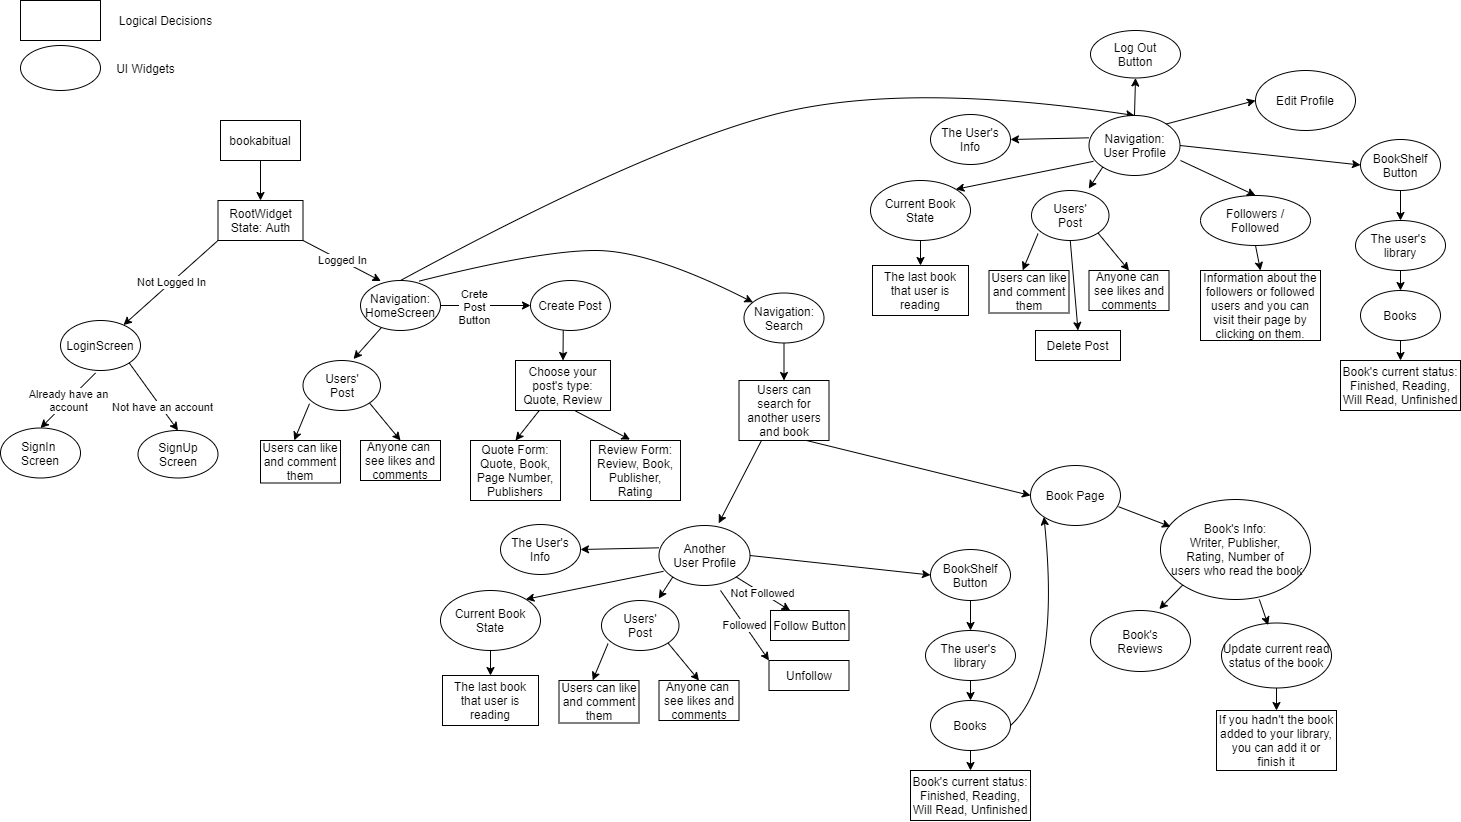 Logical Decisions
UI Widgets
bookabitual
RootWidget
State: Auth
Not Logged In
Logged In
LoginScreen
Already have an
account
Not have an account
SignIn
Screen
SignUp
Screen
Navigation:
HomeScreen
Crete
Post
Button
Create Post
Users'
Post
Users can like
and comment
them
Anyone can
see likes and
comments
Choose your
post's type:
Quote, Review
Quote Form:
Quote, Book,
Page Number,
Publishers
Review Form:
Review, Book,
Publisher,
Rating
Navigation:
Search
Users can
search for
another users
and book
Log Out
Button
Edit Profile
Navigation:
User Profile
The User's
Info
Current Book
State
The last book
that user is
reading
Users'
Post
Users can like
and comment
them
Anyone can
see likes and
comments
Delete Post
Followers /
Followed
Information about the
followers or followed
users and you can
visit their page by
clicking on them.
BookShelf
Button
The user's
library
Books
Book's current status:
Finished, Reading,
Will Read, Unfinished
Another
User Profile
The User's
Info
Current Book
State
The last book
that user is
reading
Users'
Post
Users can like
and comment
them
Anyone can
see likes and
comments
Not Followed
Follow Button
Followed
Unfollow
BookShelf
Button
The user's
library
Books
Book's current status:
Finished, Reading,
Will Read, Unfinished
Book Page
Book's Info:
Writer, Publisher,
Rating, Number of
users who read the book
Book's
Reviews
Update current read
status of the book
If you hadn't the book
added to your library,
you can add it or
finish it